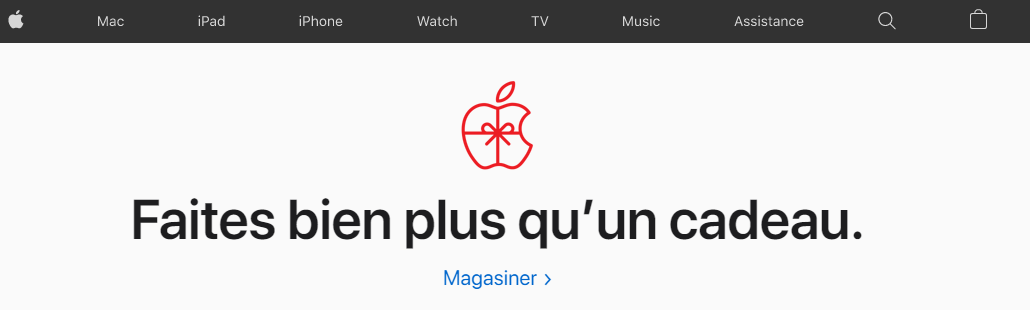 Mac iPad iPhone Watch TV Music Assistance
Faites bien plus qu’un cadeau.
Magasiner >